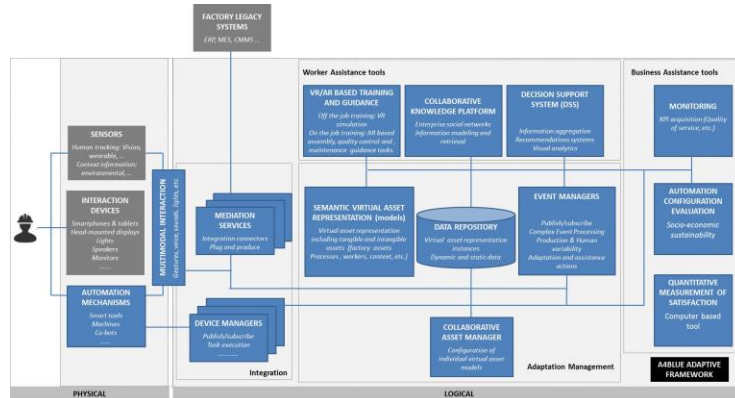 FACTORY LEGACY
SYSTEMS
ERP, MES, CMMS ...
Worker Assistance tools
Business Assistance tools
VR/AR BASED TRAINING
AND GUIDANCE
Off the job training: VR
simulation
On the job training: AR based
assembly, quality control and ,
maintenance guidance tasks.
COLLABORATIVE
KNOWLEDGE PLATFORM
Enterprise social networks
Information modeling and
retrieval
DECISION SUPPORT
SYSTEM (DSS)
Information aggregation
Recommendations systems
Visual analytics
MONITORING
KPI acquisition (Quality
of service, etc.)
SENSORS
Human tracking: Vision,
wearable, ...
Context information:
environmental, ...
INTERACTION
DEVICES
Smartphones & tablets
Head-mounted displays
Lights
Speakers
Monitors
.....
AUTOMATION
MECHANISMS
Smart tools
Machines
Co-bots
.....
MULTIMODAL INTERACTION
Gestures, voice, sounds, lights, etc.
MEDIATION
SERVICES
Integration connectors
Plug and produce
DEVICE MANAGERS
Publish/subscribe
Task execution
..........
Integration
SEMANTIC VIRTUAL ASSET
REPRESENTATION (models)
Virtual asset representation
including tangible and intangible
assets (factory assets
Processes , workers, context, etc.)
DATA REPOSITORY
Virtual asset representation
instances
Dynamic and static data
EVENT MANAGERS
Publish/subscribe
Complex Event Processing
Production & Human
variability
Adaptation and assistance
actions
AUTOMATION
CONFIGURATION
EVALUATION
Socio-economic
sustainability
QUANTITATIVE
MEASUREMENT OF
SATISFACTION
Computer based
tool
COLLABORATIVE
ASSET MANAGER
Configuration of
individual virtual asset
models
Adaptation Management
A4BLUE ADAPTIVE
FRAMEWORK
PHYSICAL
LOGICAL